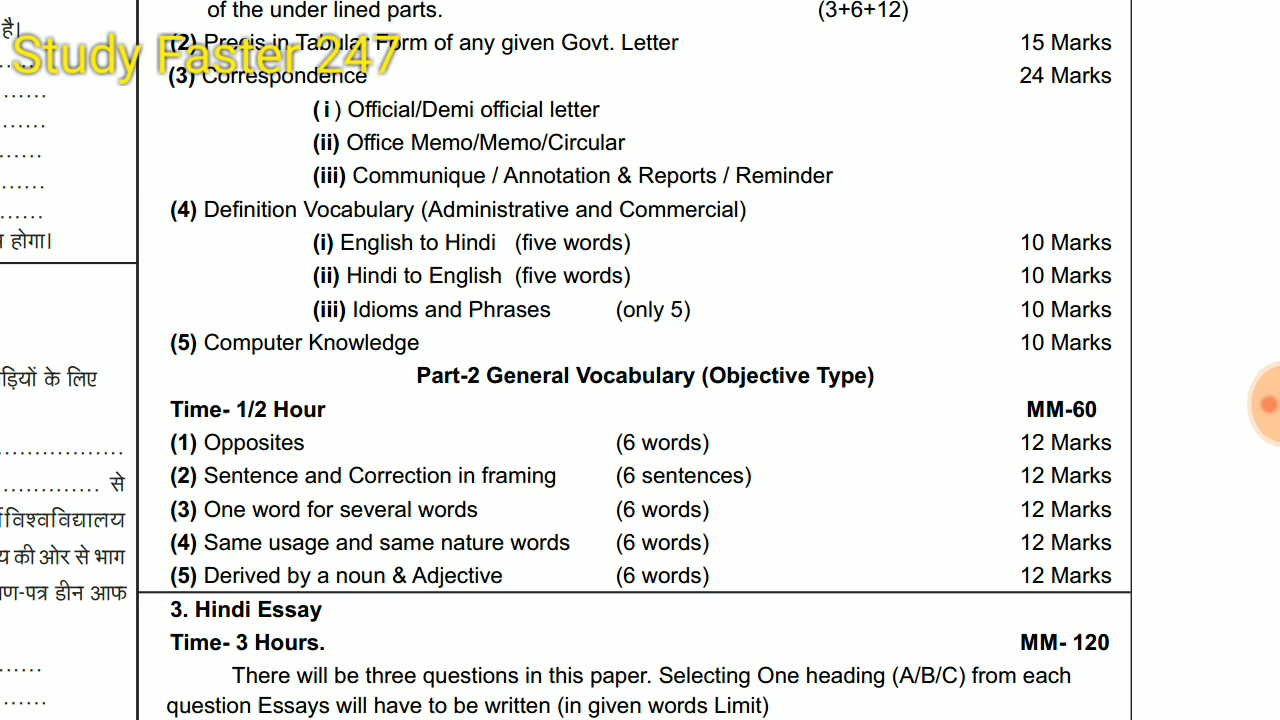 of the under lined parts. (3+6+12)
(2) Precis in Tabular Form of any given Govt. Letter 15 Marks
Study Faster 247
(3) Correspondence 24 Marks
(i) Official/Demi official letter
(ii) Office Memo/Memo/Circular
(iii) Communique / Annotation & Reports / Reminder
(4) Definition Vocabulary (Administrative and Commercial)
(i) English to Hindi (five words) 10 Marks
(ii) Hindi to English (five words) 10 Marks
(iii) Idioms and Phrases (only 5) 10 Marks
(5) Computer Knowledge 10 Marks
Part-2 General Vocabulary (Objective Type)
Time- 1/2 Hour MM-60
(1) Opposites (6 words) 12 Marks
(2) Sentence and Correction in framing (6 sentences) 12 Marks
(3) One word for several words (6 words) 12 Marks
(4) Same usage and same nature words (6 words) 12 Marks
(5) Derived by a noun & Adjective (6 words) 12 Marks
3. Hindi Essay
Time- 3 Hours. MM- 120
There will be three questions in this paper. Selecting One heading (A/B/C) from each
question Essays will have to be written (in given words Limit)
है।
होगा।
के लिए
से
विश्वविद्यालय
की ओर से भाग
डीन आफ